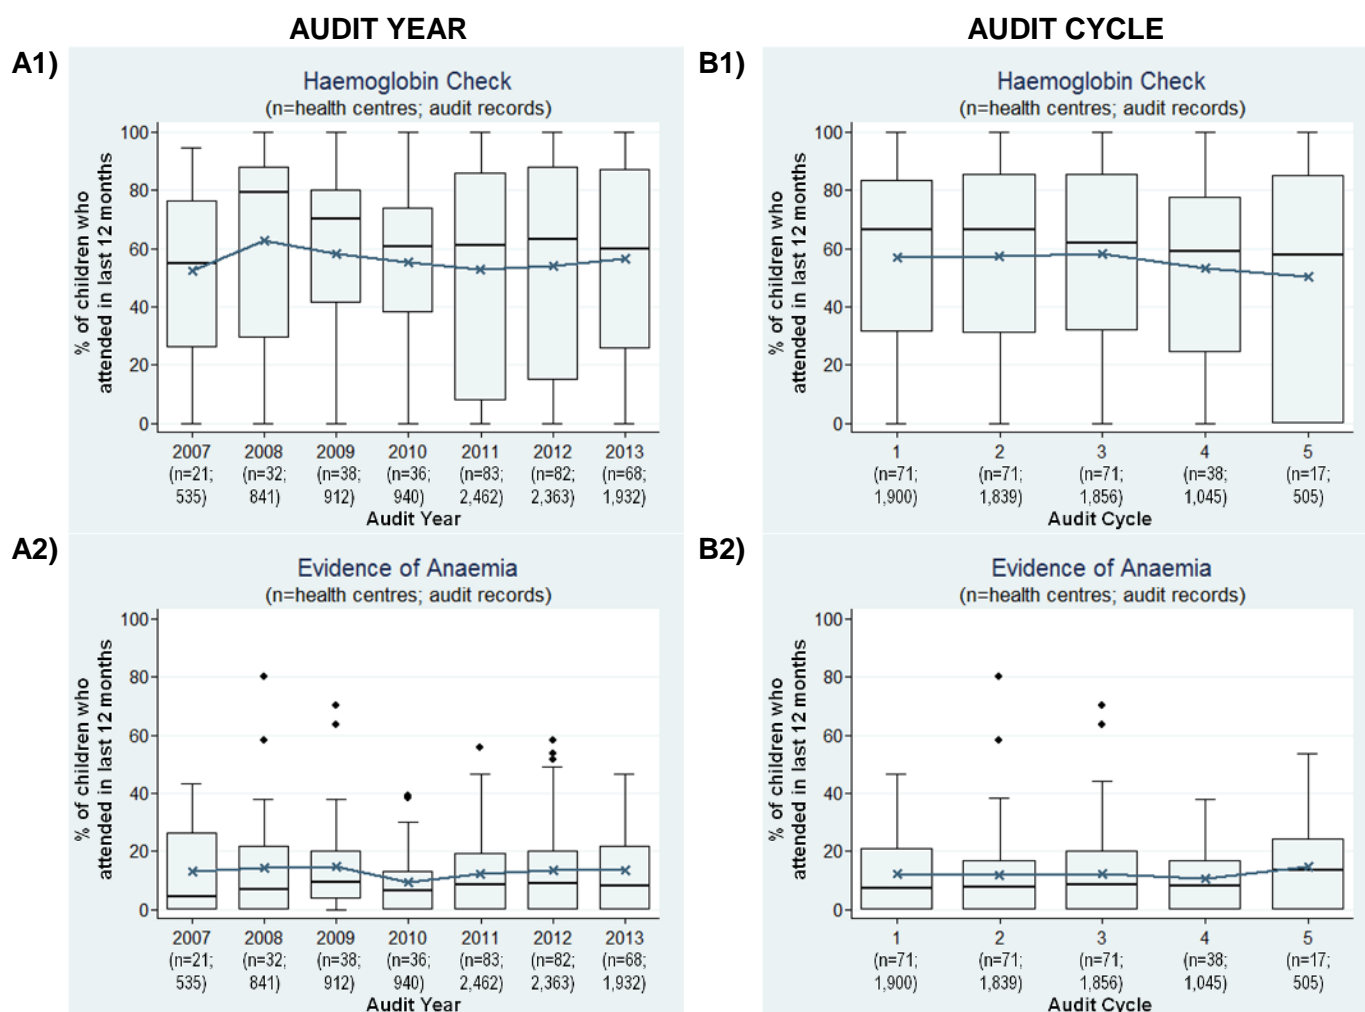 AUDIT YEAR
AUDIT CYCLE
A1)
Haemoglobin Check
(n=health centres; audit records)
% of children who
attended in last 12 months
100
80
60
40
20
0
2007 2008 2009 2010 2011 2012 2013
(n=21; (n=32; (n=38; (n=36; (n=83; (n=82; (n=68;
535) 841) 912) 940) 2,462) 2,363) 1,932)
Audit Year
B1)
Haemoglobin Check
(n=health centres; audit records)
% of children who
attended in last 12 months
100
80
60
40
20
0
1 2 3 4 5
(n=71; (n=71; (n=71; (n=38; (n=17;
1,900) 1,839) 1,856) 1,045) 505)
Audit Cycle
A2)
Evidence of Anaemia
(n=health centres; audit records)
% of children who
attended in last 12 months
100
80
60
40
20
0
2007 2008 2009 2010 2011 2012 2013
(n=21; (n=32; (n=38; (n=36; (n=83; (n=82; (n=68;
535) 841) 912) 940) 2,462) 2,363) 1,932)
Audit Year
B2)
Evidence of Anaemia
(n=health centres; audit records)
% of children who
attended in last 12 months
100
80
60
40
20
0
1 2 3 4 5
(n=71; (n=71; (n=71; (n=38; (n=17;
1,900) 1,839) 1,856) 1,045) 505)
Audit Cycle